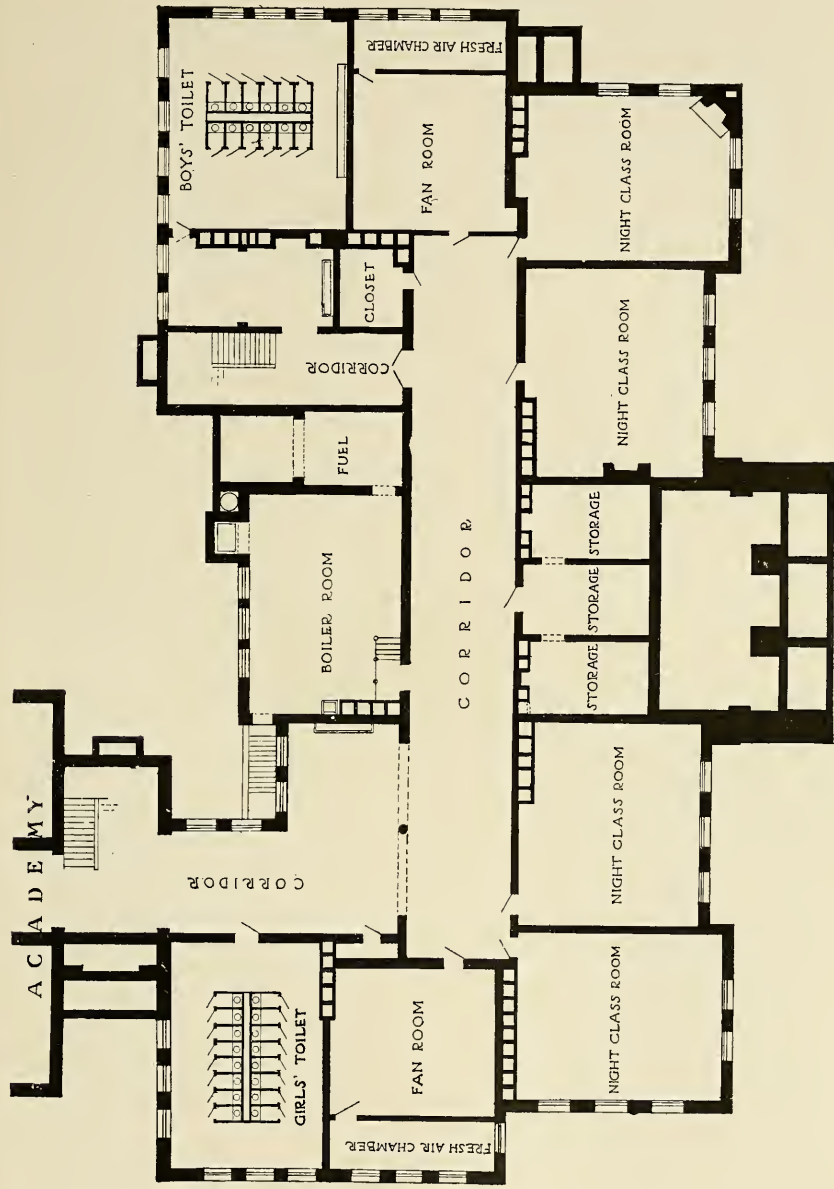 ACADEMY
BOYS' TOILET
CORRIDOR
GIRLS' TOILET
BOILER ROOM
FUEL
CORRIDOR
CLOSET
FRESH AIR CHAMBER
FAN ROOM
FAN ROOM
FRESH AIR CHAMBER
CORRIDOR
STORAGE
STORAGE
STORAGE
NIGHT CLASS ROOM
NIGHT CLASS ROOM
NIGHT CLASS ROOM
NIGHT CLASS ROOM